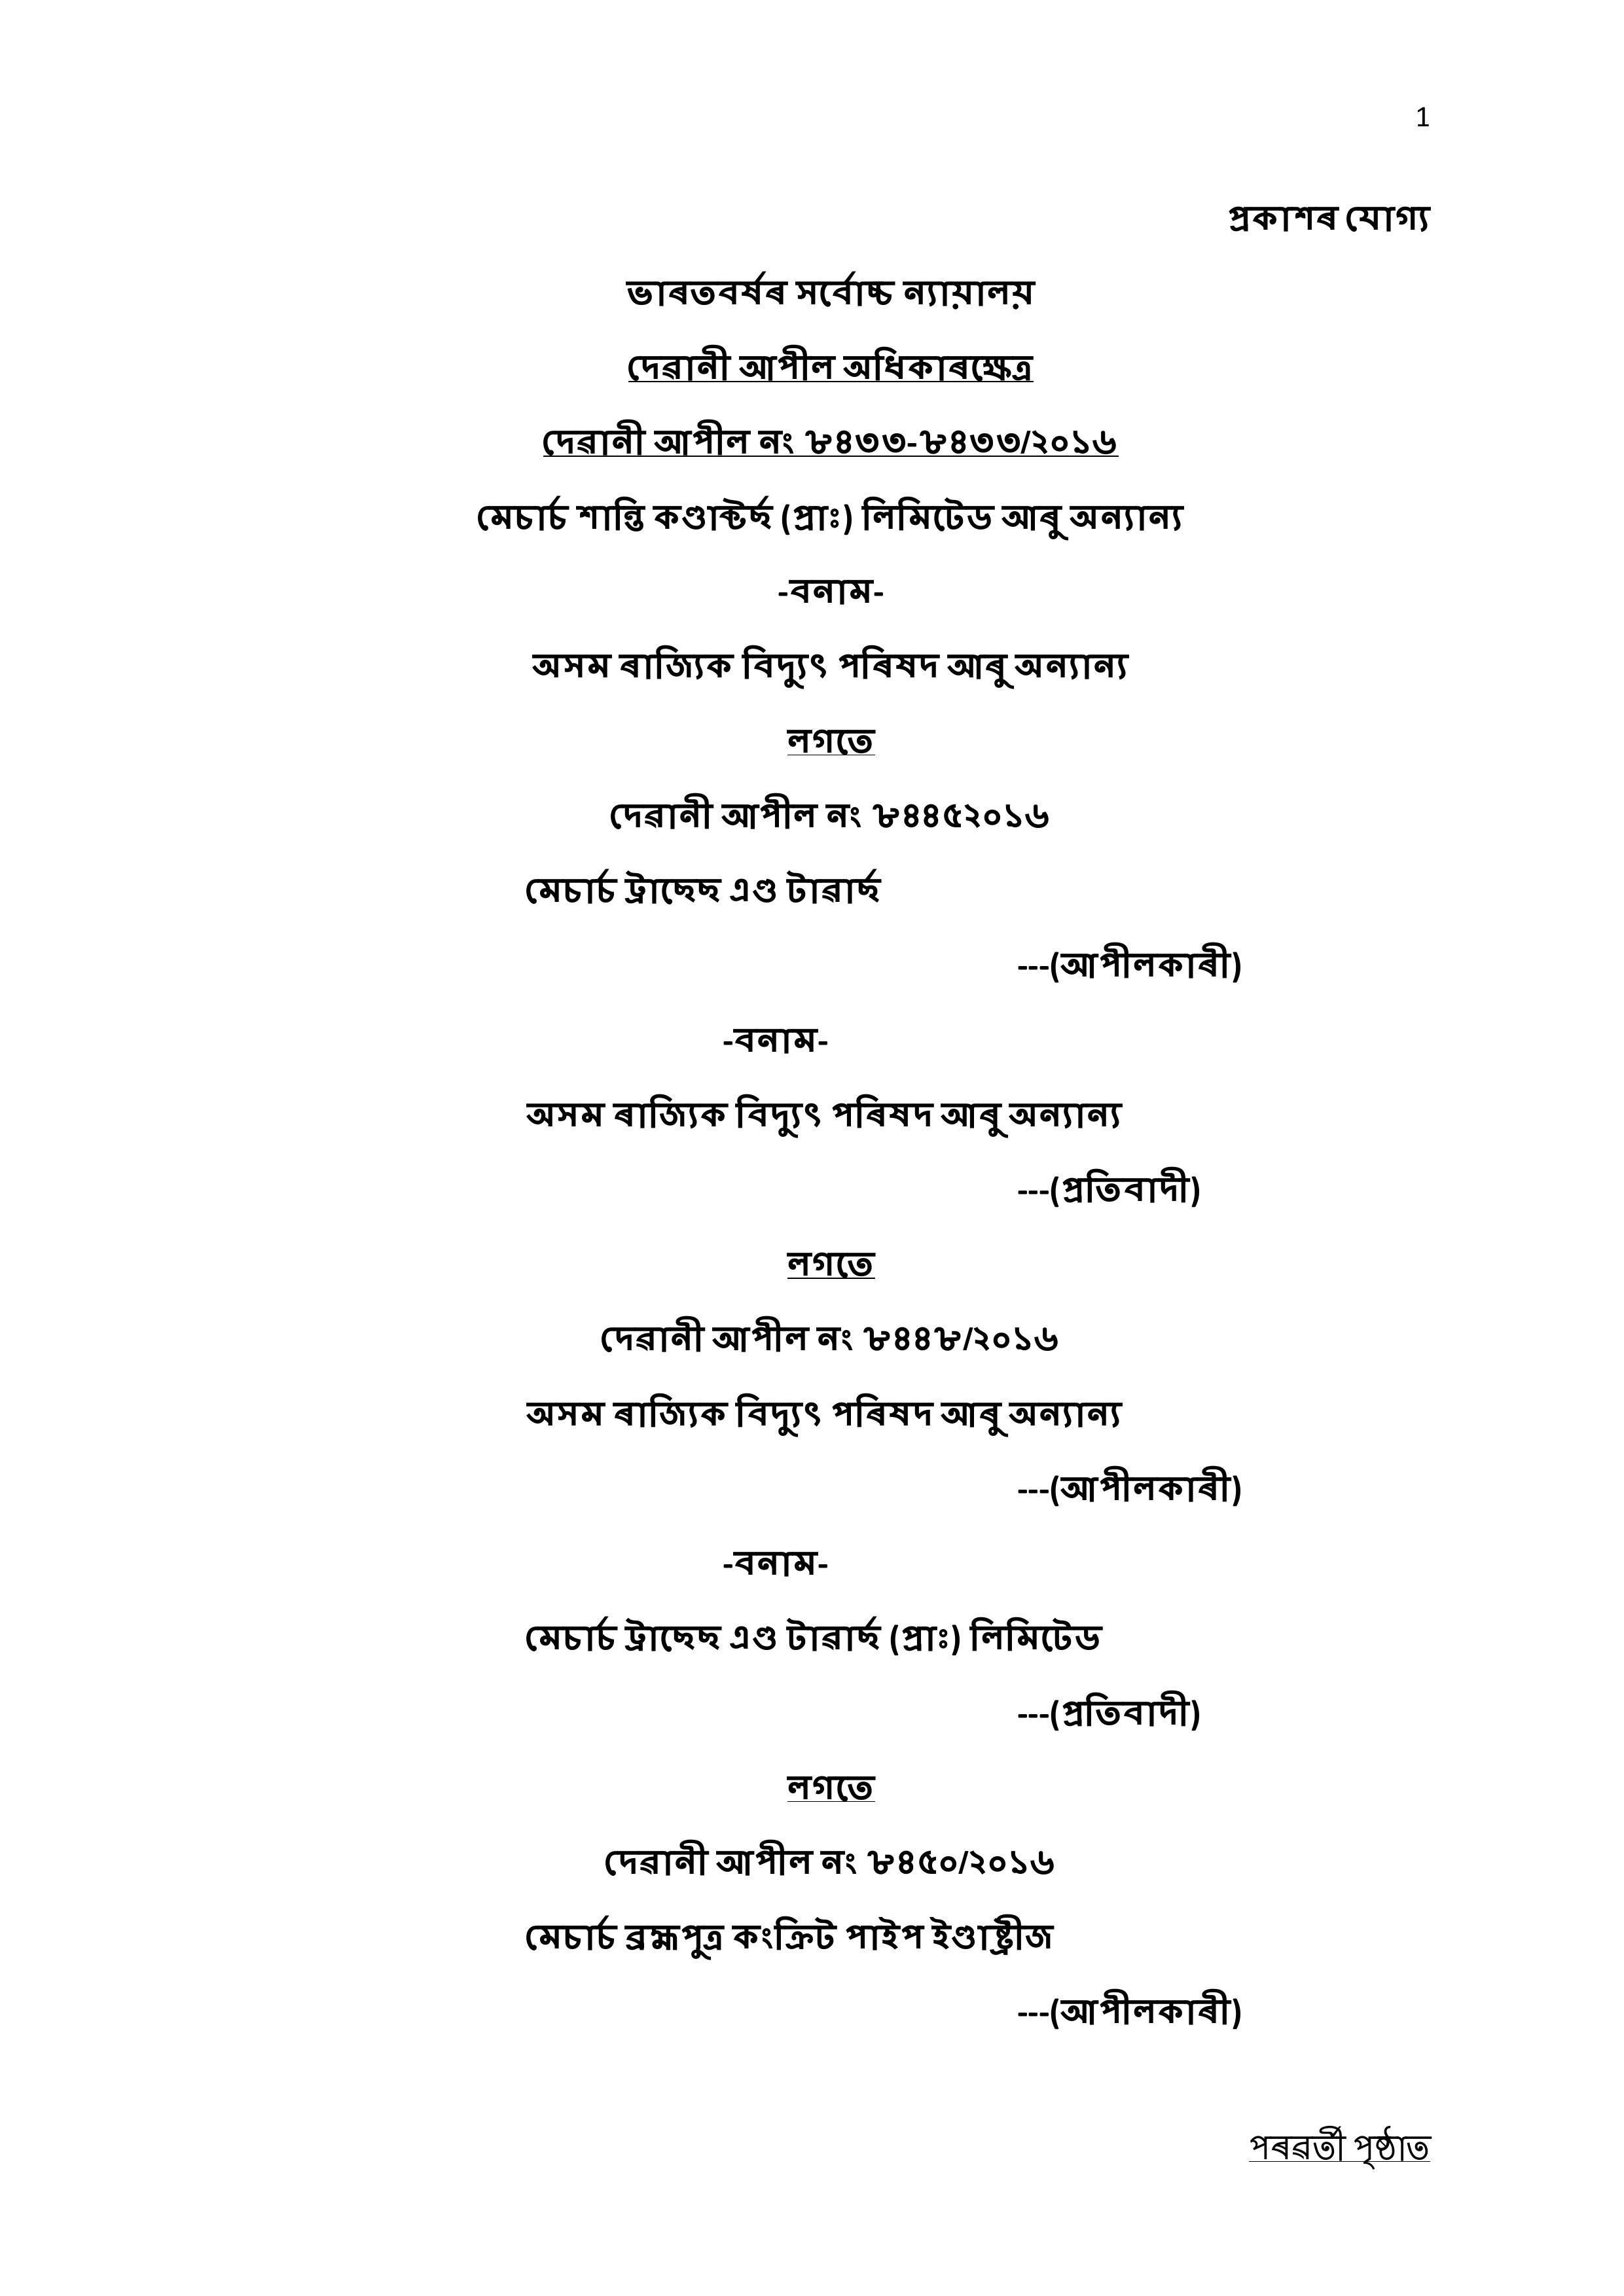 1
প্ৰকাশৰ যোগ্য
ভাৰতবৰ্ষৰ সৰ্বোচ্চ ন্যায়ালয়
দেৱানী আপীল অধিকাৰক্ষেত্ৰ
দেৱানী আপীল নং ৮৪৩৩-৮৪৩৩/২০১৬
মেচাৰ্চ শান্তি কণ্ডাক্টৰ্ছ (প্ৰাঃ) লিমিটেড আৰু অন্যান্য
-বনাম-
অসম ৰাজ্যিক বিদ্যুৎ পৰিষদ আৰু অন্যান্য
লগতে
দেৱানী আপীল নং ৮৪৪৫২০১৬
মেচাৰ্চ ট্ৰাছেছ এণ্ড টাৱাৰ্ছ
---(আপীলকাৰী)
-বনাম-
অসম ৰাজ্যিক বিদ্যুৎ পৰিষদ আৰু অন্যান্য
---(প্ৰতিবাদী)
লগতে
দেৱানী আপীল নং ৮৪৪৮/২০১৬
অসম ৰাজ্যিক বিদ্যুৎ পৰিষদ আৰু অন্যান্য
---(আপীলকাৰী)
-বনাম-
মেচাৰ্চ ট্ৰাছেছ এণ্ড টাৱাৰ্ছ (প্ৰাঃ) লিমিটেড
---(প্ৰতিবাদী)
লগতে
দেৱানী আপীল নং ৮৪৫০/২০১৬
মেচাৰ্চ ব্ৰহ্মপুত্ৰ কংক্ৰিট পাইপ ইণ্ডাষ্ট্ৰীজ
---(আপীলকাৰী)
পৰৱৰ্তী পৃষ্ঠাত